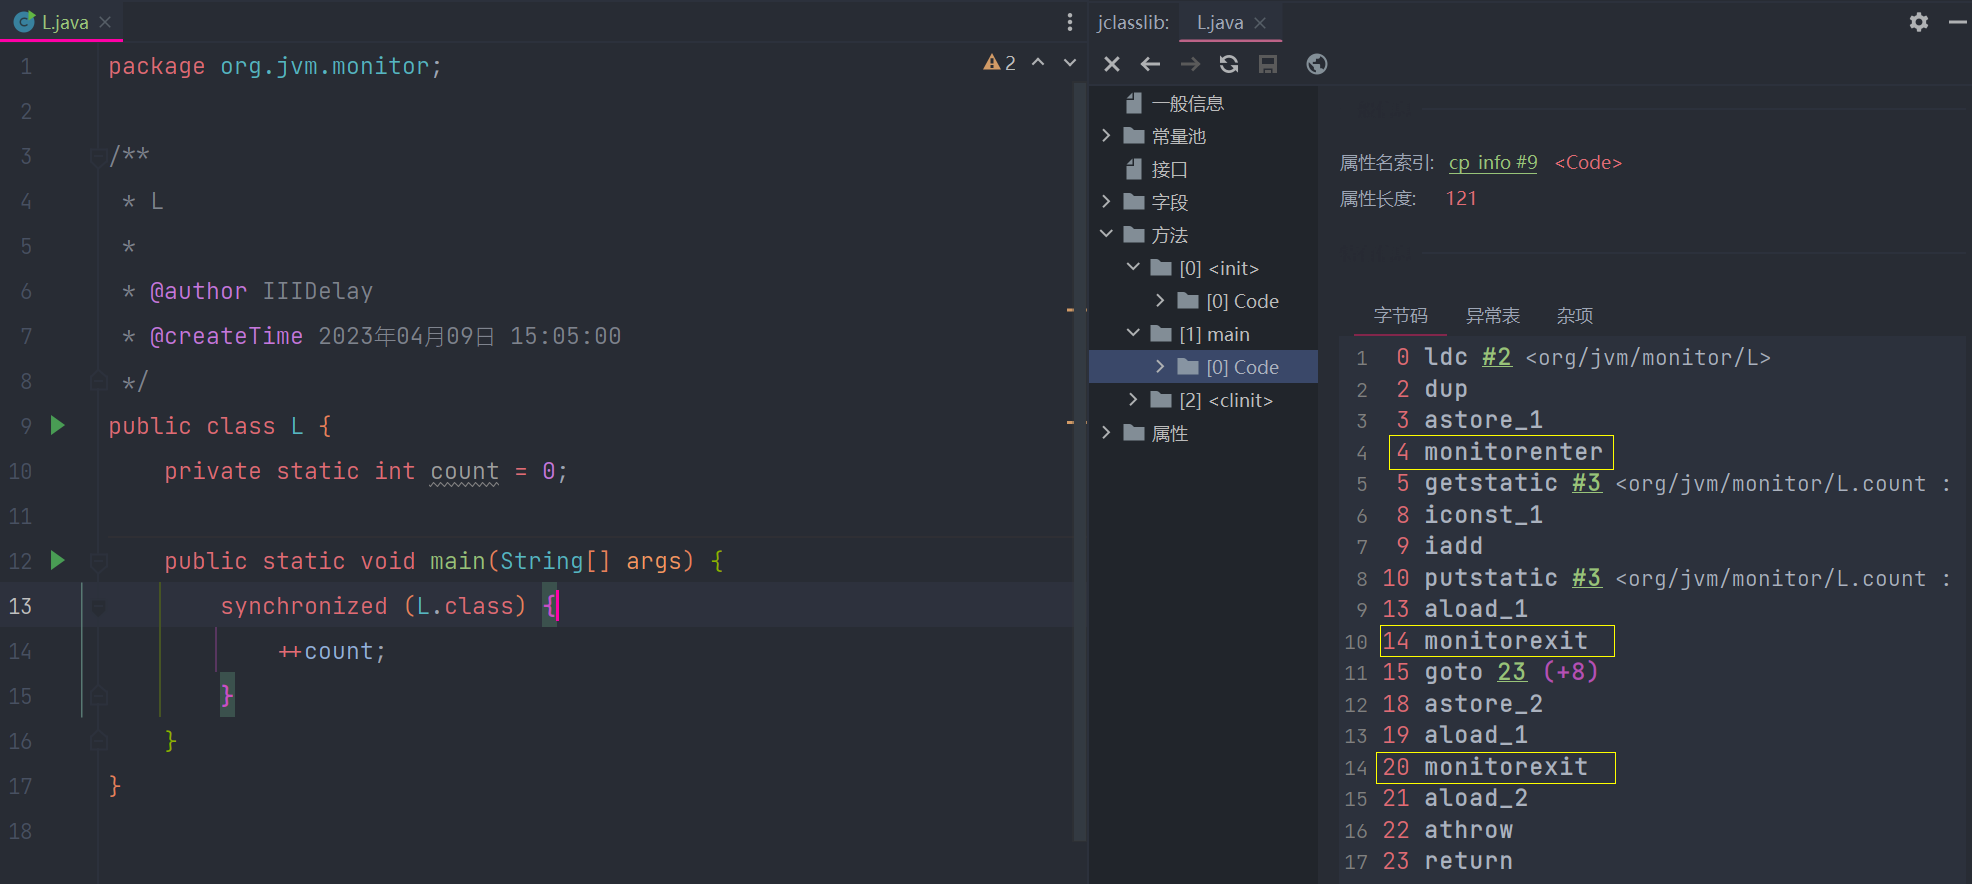 L.java
package org.jvm.monitor;
/**
* L
*
* @author IIIDelay
* @createTime 2023年04月09日 15:05:00
*/
public class L {
private static int count = 0;
public static void main(String[] args) {
synchronized (L.class) {
++count;
}
}
}
1
2
3
4
5
6
7
8
9
10
11
12
13
14
15
16
17
18
2
jclasslib:
L.java
一般信息
常量池
接口
字段
方法
[0] <init>
[0] Code
[1] main
[0] Code
[2] <clinit>
属性
属性名索引: cp_info #9 <Code>
属性长度: 121
字节码 异常表 杂项
1 0 ldc #2 <org/jvm/monitor/L>
2 2 dup
3 3 astore_1
4 4 monitorenter
5 5 getstatic #3 <org/jvm/monitor/L.count :
6 8 iconst_1
7 9 iadd
8 10 putstatic #3 <org/jvm/monitor/L.count :
9 13 aload_1
10 14 monitorexit
11 15 goto 23 (+8)
12 18 astore_2
13 19 aload_1
14 20 monitorexit
15 21 aload_2
16 22 athrow
17 23 return